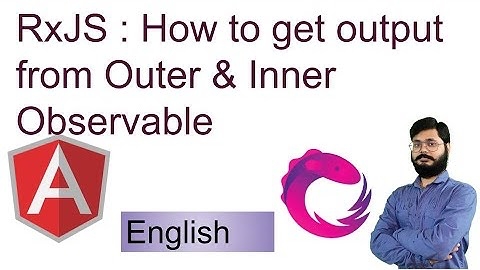 RxJS : How to get output
from Outer & Inner
Observable
A
English